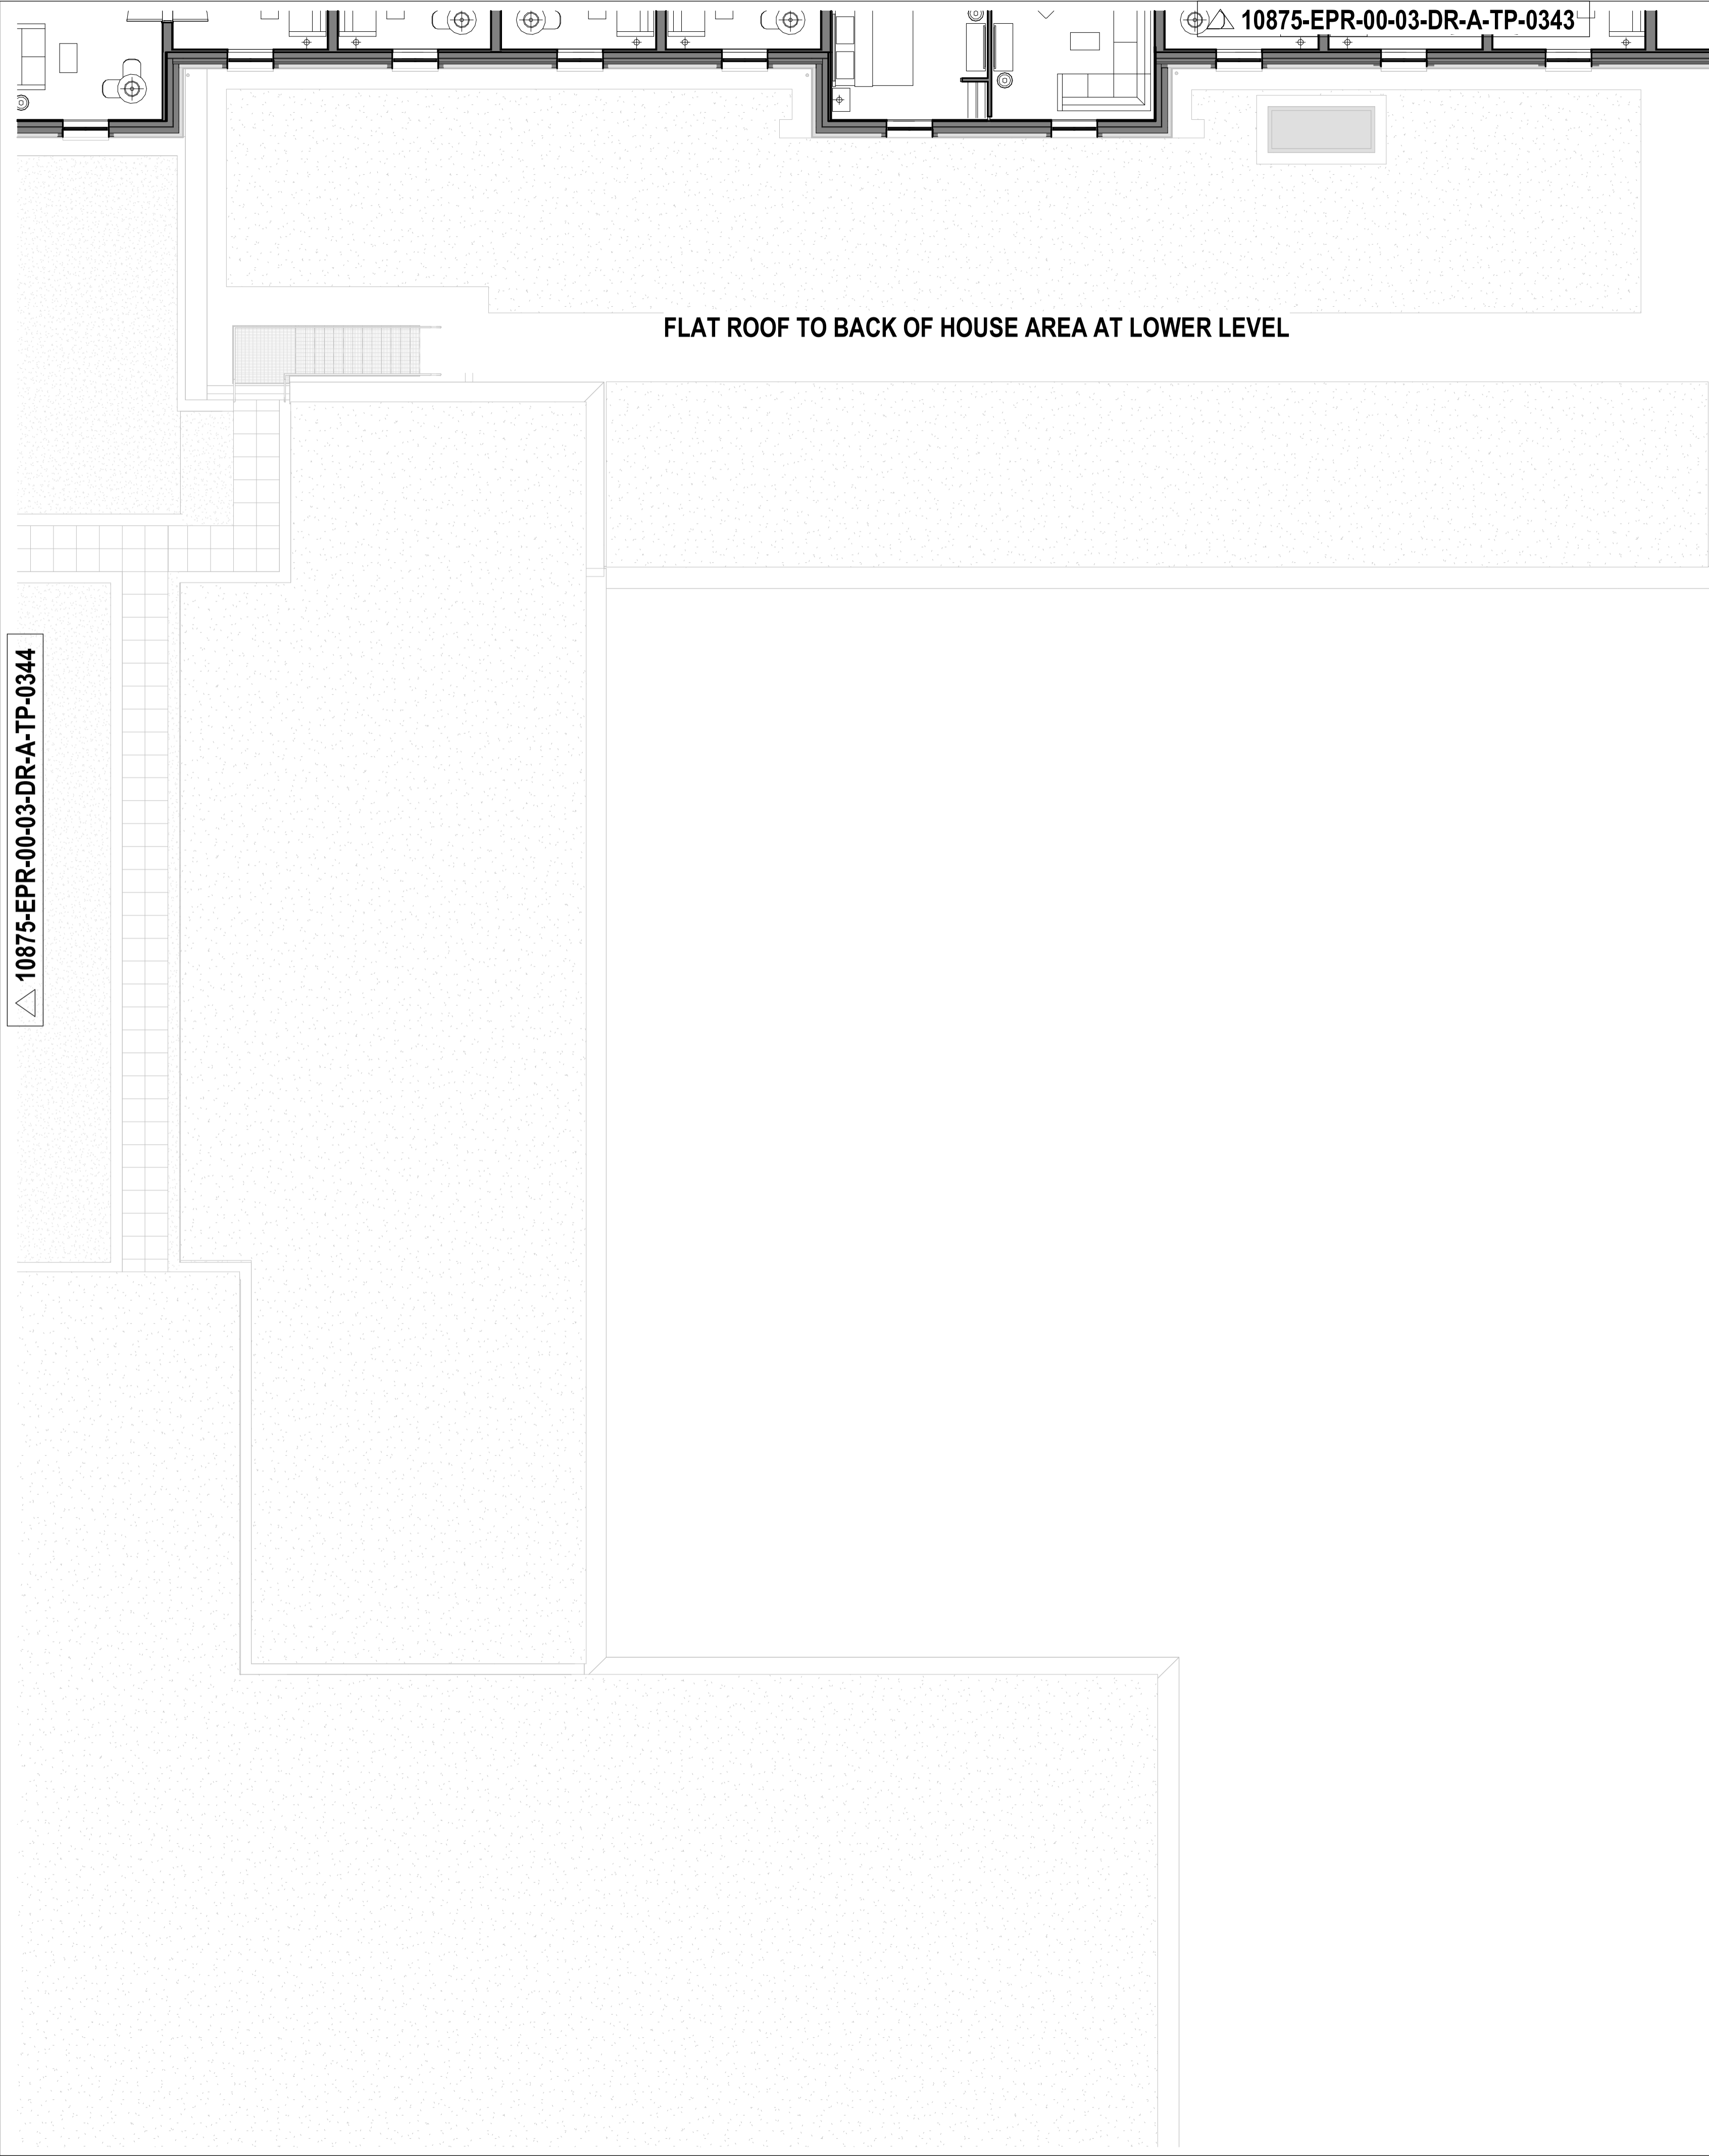 10875-EPR-00-03-DR-A-TP-0343
FLAT ROOF TO BACK OF HOUSE AREA AT LOWER LEVEL
10875-EPR-00-03-DR-A-TP-0344